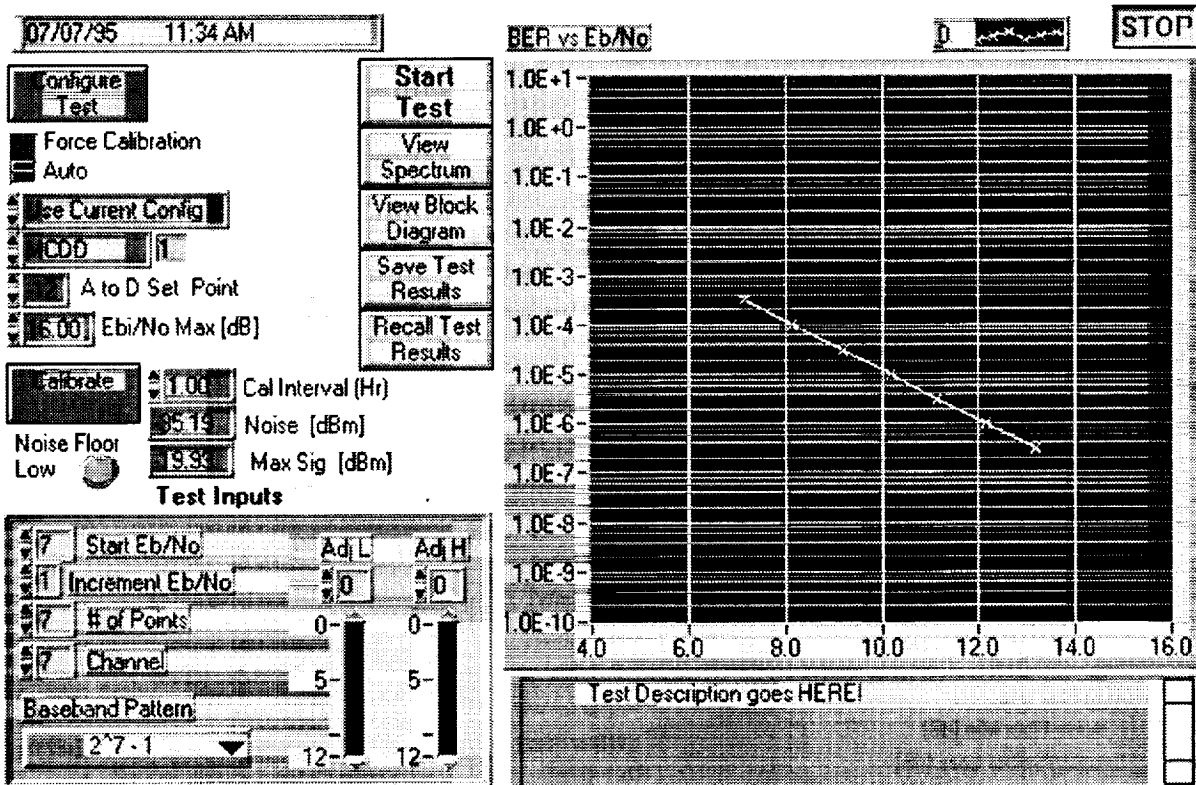 07/07/95 11:34 AM
Configure
Test
Force Calibration
Auto
Use Current Config
MCDD 1
12 A to D Set Point
16.00 Ebi/No Max [dB]
Calibrate
1.00 Cal Interval (Hr)
Noise [dBm]
Max Sig [dBm]
Noise Floor
Low
Start
Test
View
Spectrum
View Block
Diagram
Save Test
Results
Recall Test
Results
Test Inputs
7 Start Eb/No
1 Increment Eb/No
7 # of Points
7 Channel
Baseband Pattern
2^7 - 1
Adj L Adj H
0 0
0- 0-
5- 5-
12- 12-
BER vs Eb/No
0
STOP
1.0E+1-
1.0E+0-
1.0E-1-
1.0E-2-
1.0E-3-
1.0E-4-
1.0E-5-
1.0E-6-
1.0E-7-
1.0E-8-
1.0E-9-
1.0E-10-
4.0 6.0 8.0 10.0 12.0 14.0 16.0
Test Description goes HERE!